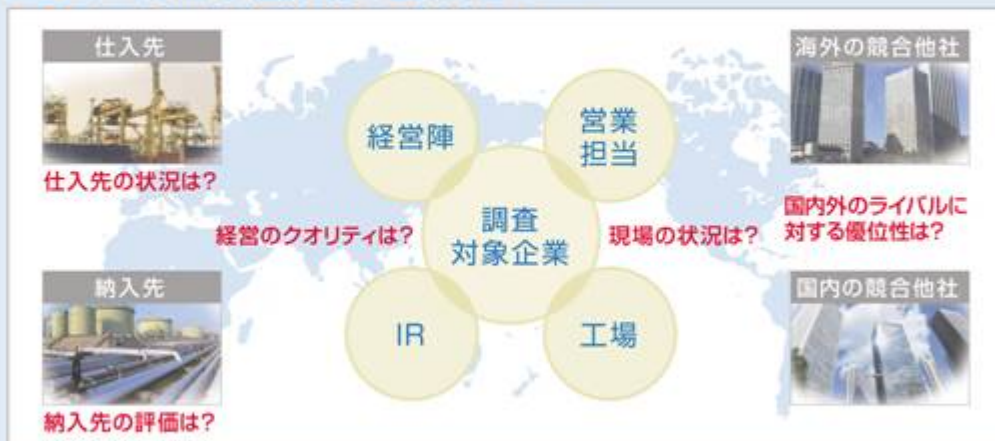 仕入先
仕入先の状況は?
納入先
納入先の評価は?
経営陣
営業
担当
経営のクオリティは?
調査
対象企業
現場の状況は?
IR
工場
海外の競合他社
国内外のライバルに
対する優位性は?
国内の競合他社